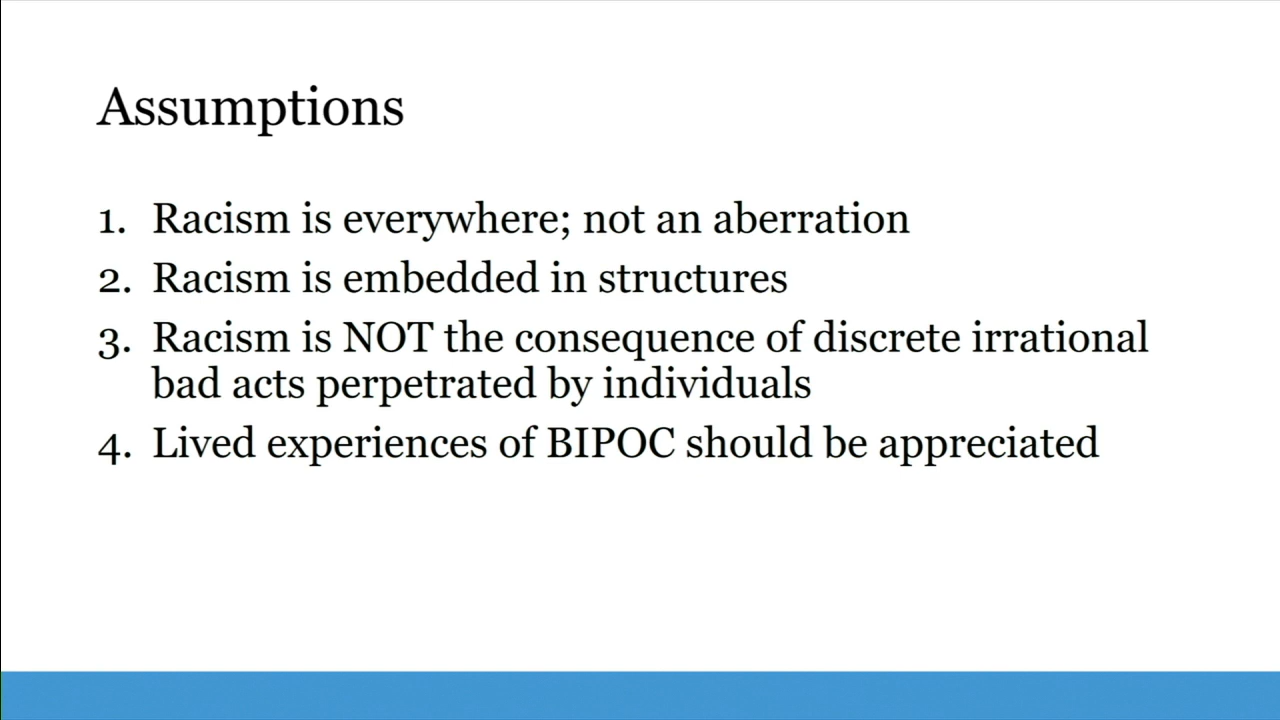 Assumptions
1. Racism is everywhere; not an aberration
2. Racism is embedded in structures
3. Racism is NOT the consequence of discrete irrational
bad acts perpetrated by individuals
4. Lived experiences of BIPOC should be appreciated